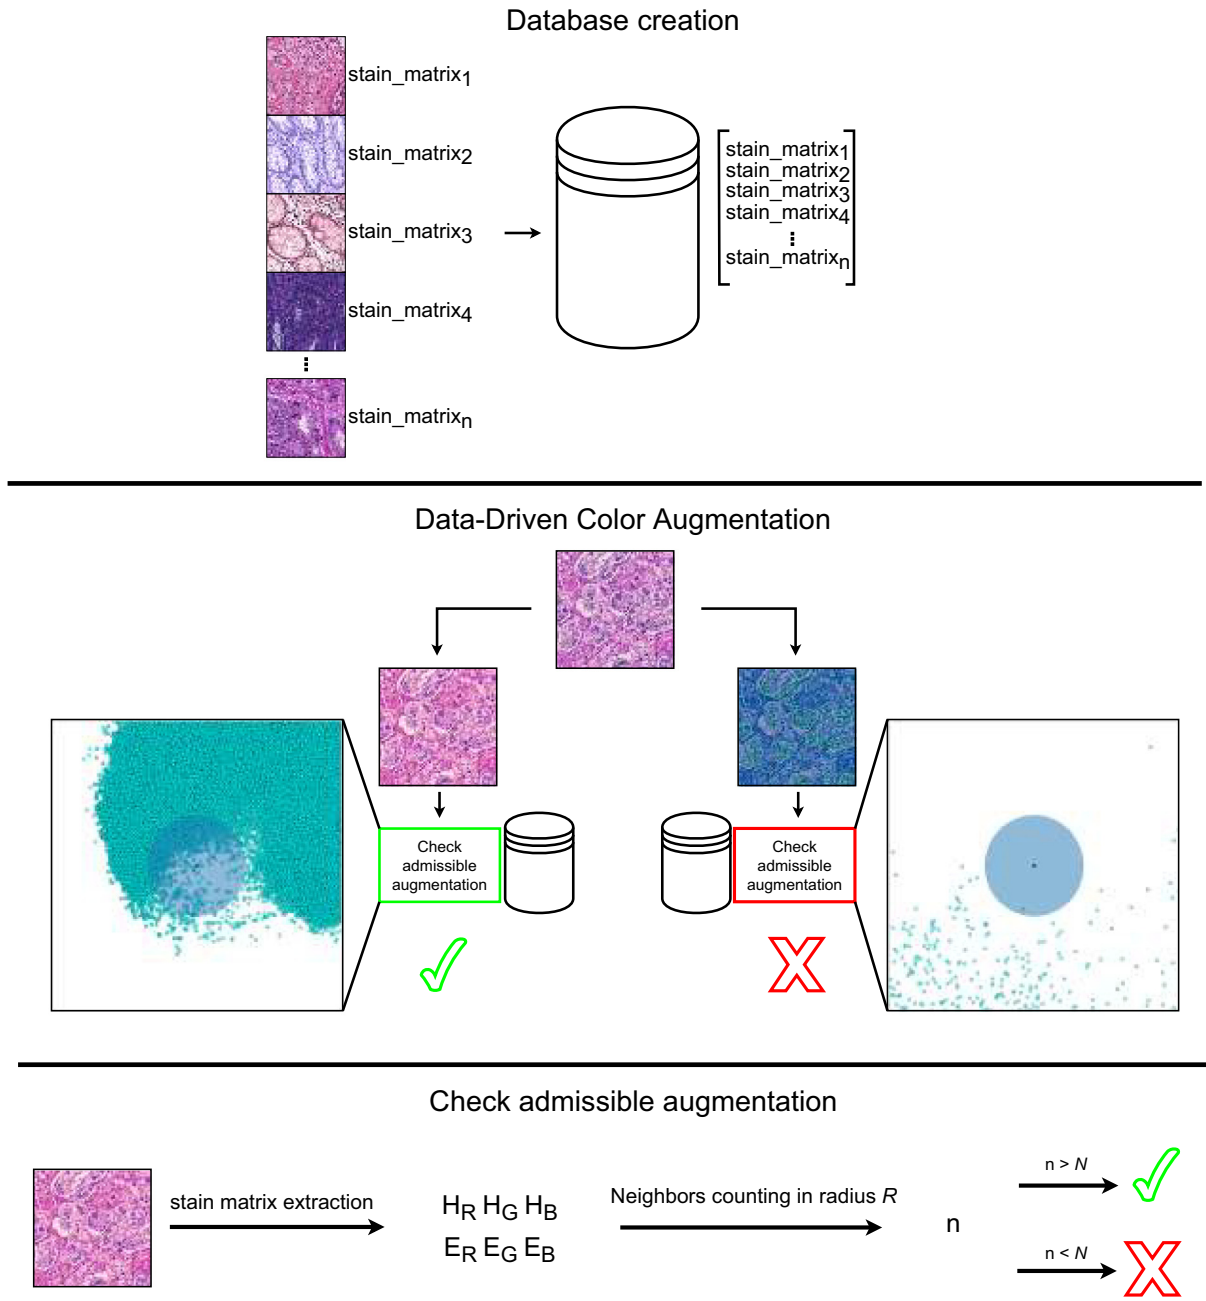 Database creation
stain_matrix1
stain_matrix2
stain_matrix3
stain_matrix4
stain_matrixn
stain_matrix1
stain_matrix2
stain_matrix3
stain_matrix4
stain_matrixn
Data-Driven Color Augmentation
Check
admissible
augmentation
Check
admissible
augmentation
Check admissible augmentation
stain matrix extraction
HR HG HB
ER EG EB
Neighbors counting in radius R
n
n > N
n < N